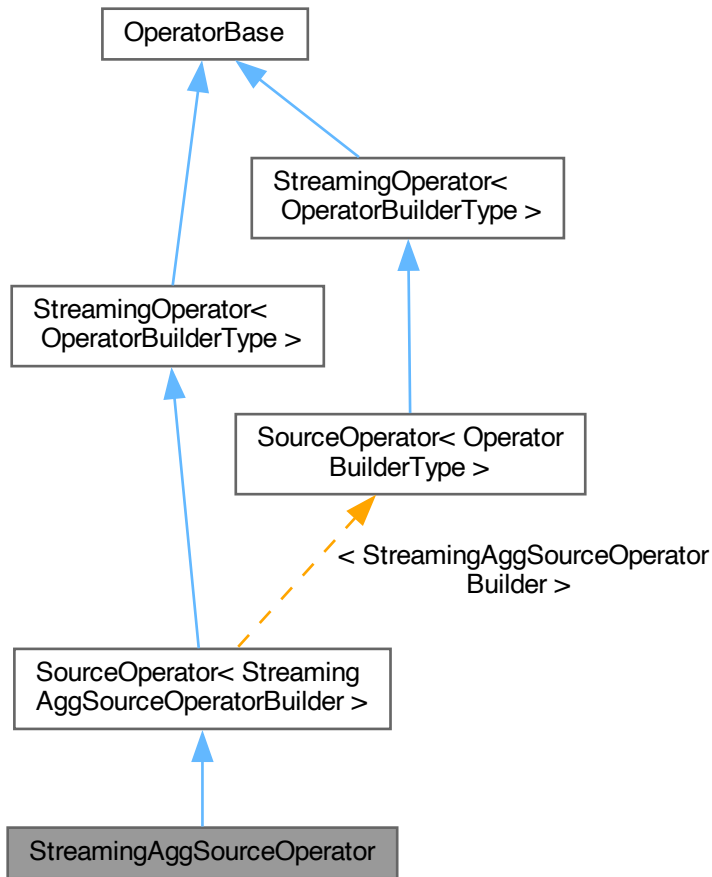 OperatorBase
StreamingOperator<
OperatorBuilderType >
StreamingOperator<
OperatorBuilderType >
SourceOperator< Operator
BuilderType >
< StreamingAggSourceOperator
Builder >
SourceOperator< Streaming
AggSourceOperatorBuilder >
StreamingAggSourceOperator